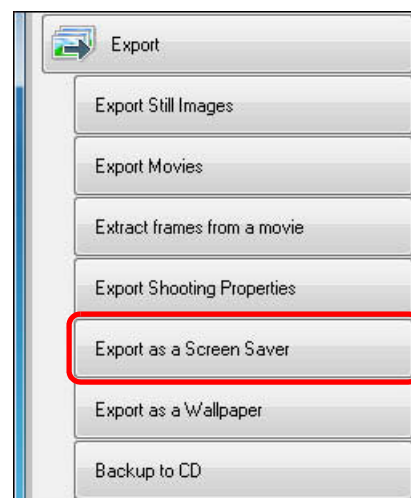 Export
Export Still Images
Export Movies
Extract frames from a movie
Export Shooting Properties
Export as a Screen Saver
Export as a Wallpaper
Backup to CD